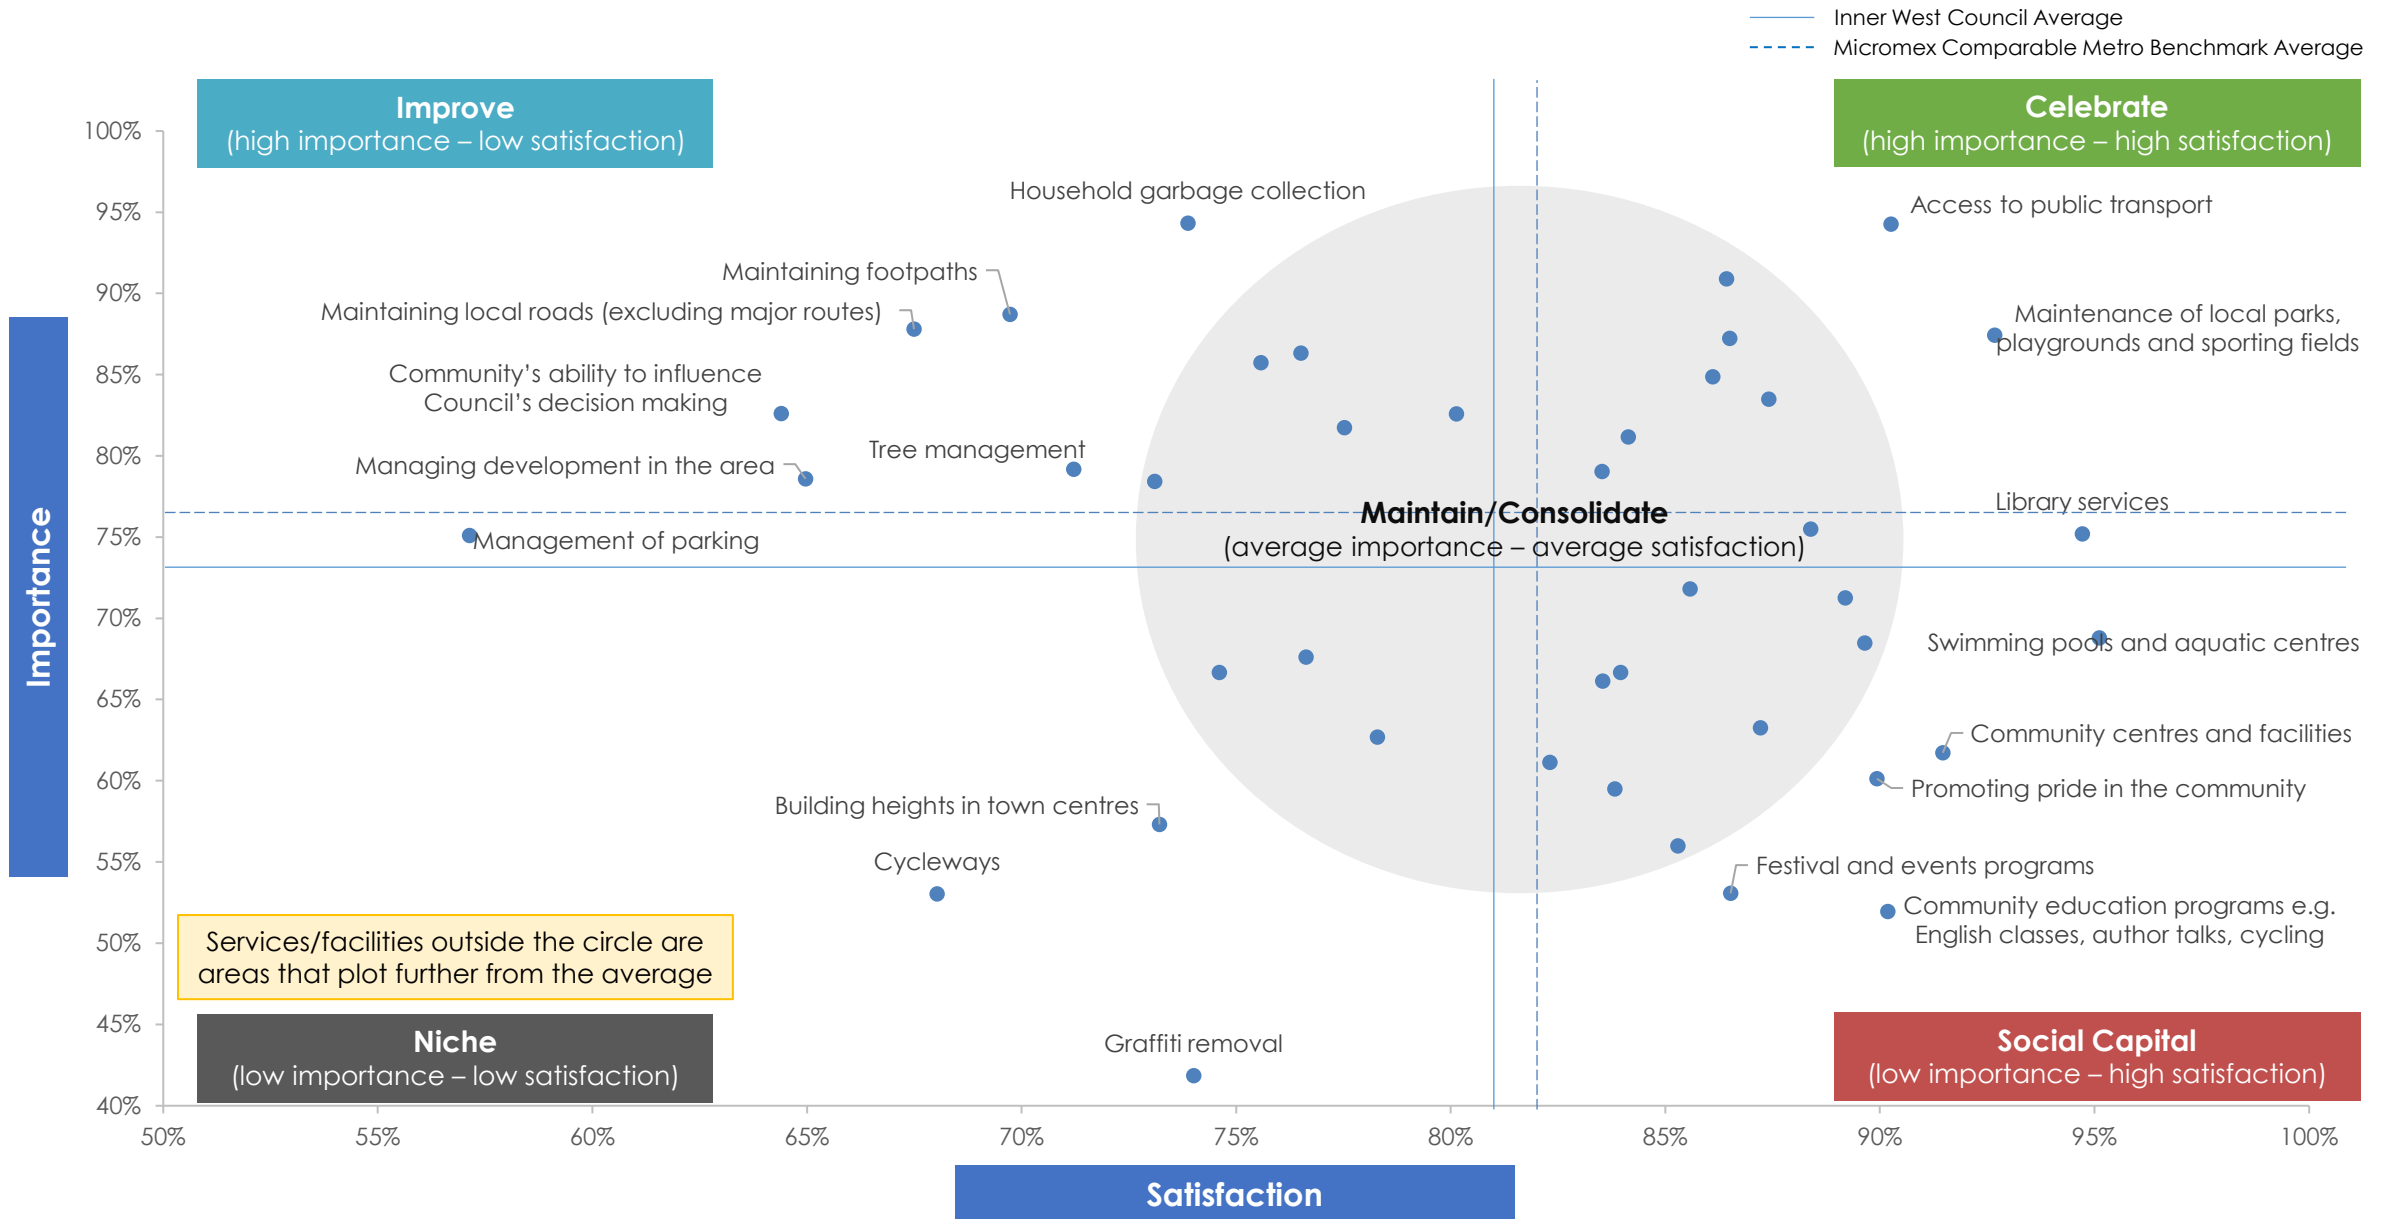 Inner West Council Average
Micromex Comparable Metro Benchmark Average
Improve
(high importance – low satisfaction)
Celebrate
(high importance – high satisfaction)
100%
95%
90%
85%
80%
75%
70%
65%
60%
55%
50%
45%
40%
Importance
Household garbage collection
Access to public transport
Maintaining footpaths
Maintaining local roads (excluding major routes)
Maintenance of local parks,
playgrounds and sporting fields
Community’s ability to influence
Council’s decision making
Tree management
Managing development in the area
Library services
Maintain/Consolidate
(average importance – average satisfaction)
Management of parking
Swimming pools and aquatic centres
Community centres and facilities
Promoting pride in the community
Building heights in town centres
Cycleways
Festival and events programs
Community education programs e.g.
English classes, author talks, cycling
Services/facilities outside the circle are
areas that plot further from the average
Graffiti removal
Niche
(low importance – low satisfaction)
Social Capital
(low importance – high satisfaction)
50%
55%
60%
65%
70%
75%
80%
85%
90%
95%
100%
Satisfaction